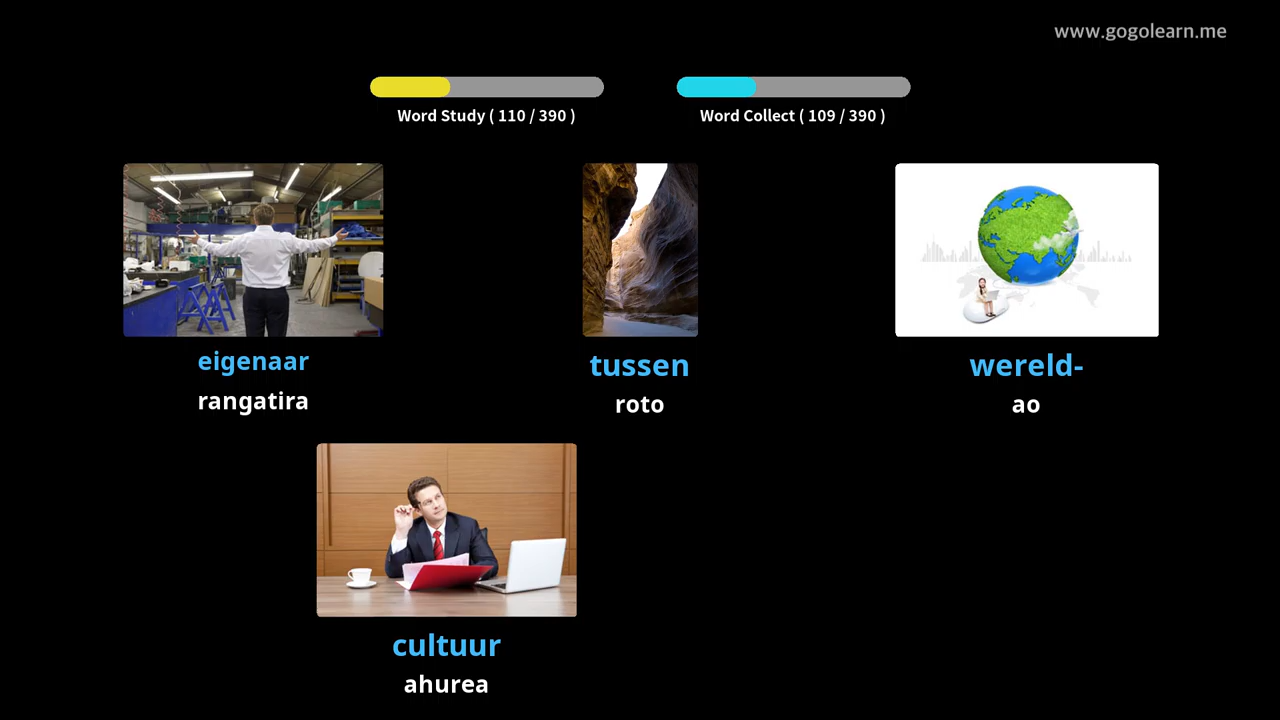 www.gogolearn.me
Word Study ( 110 / 390 )
Word Collect ( 109 / 390 )
eigenaar
rangatira
tussen
roto
wereld-
ao
cultuur
ahurea